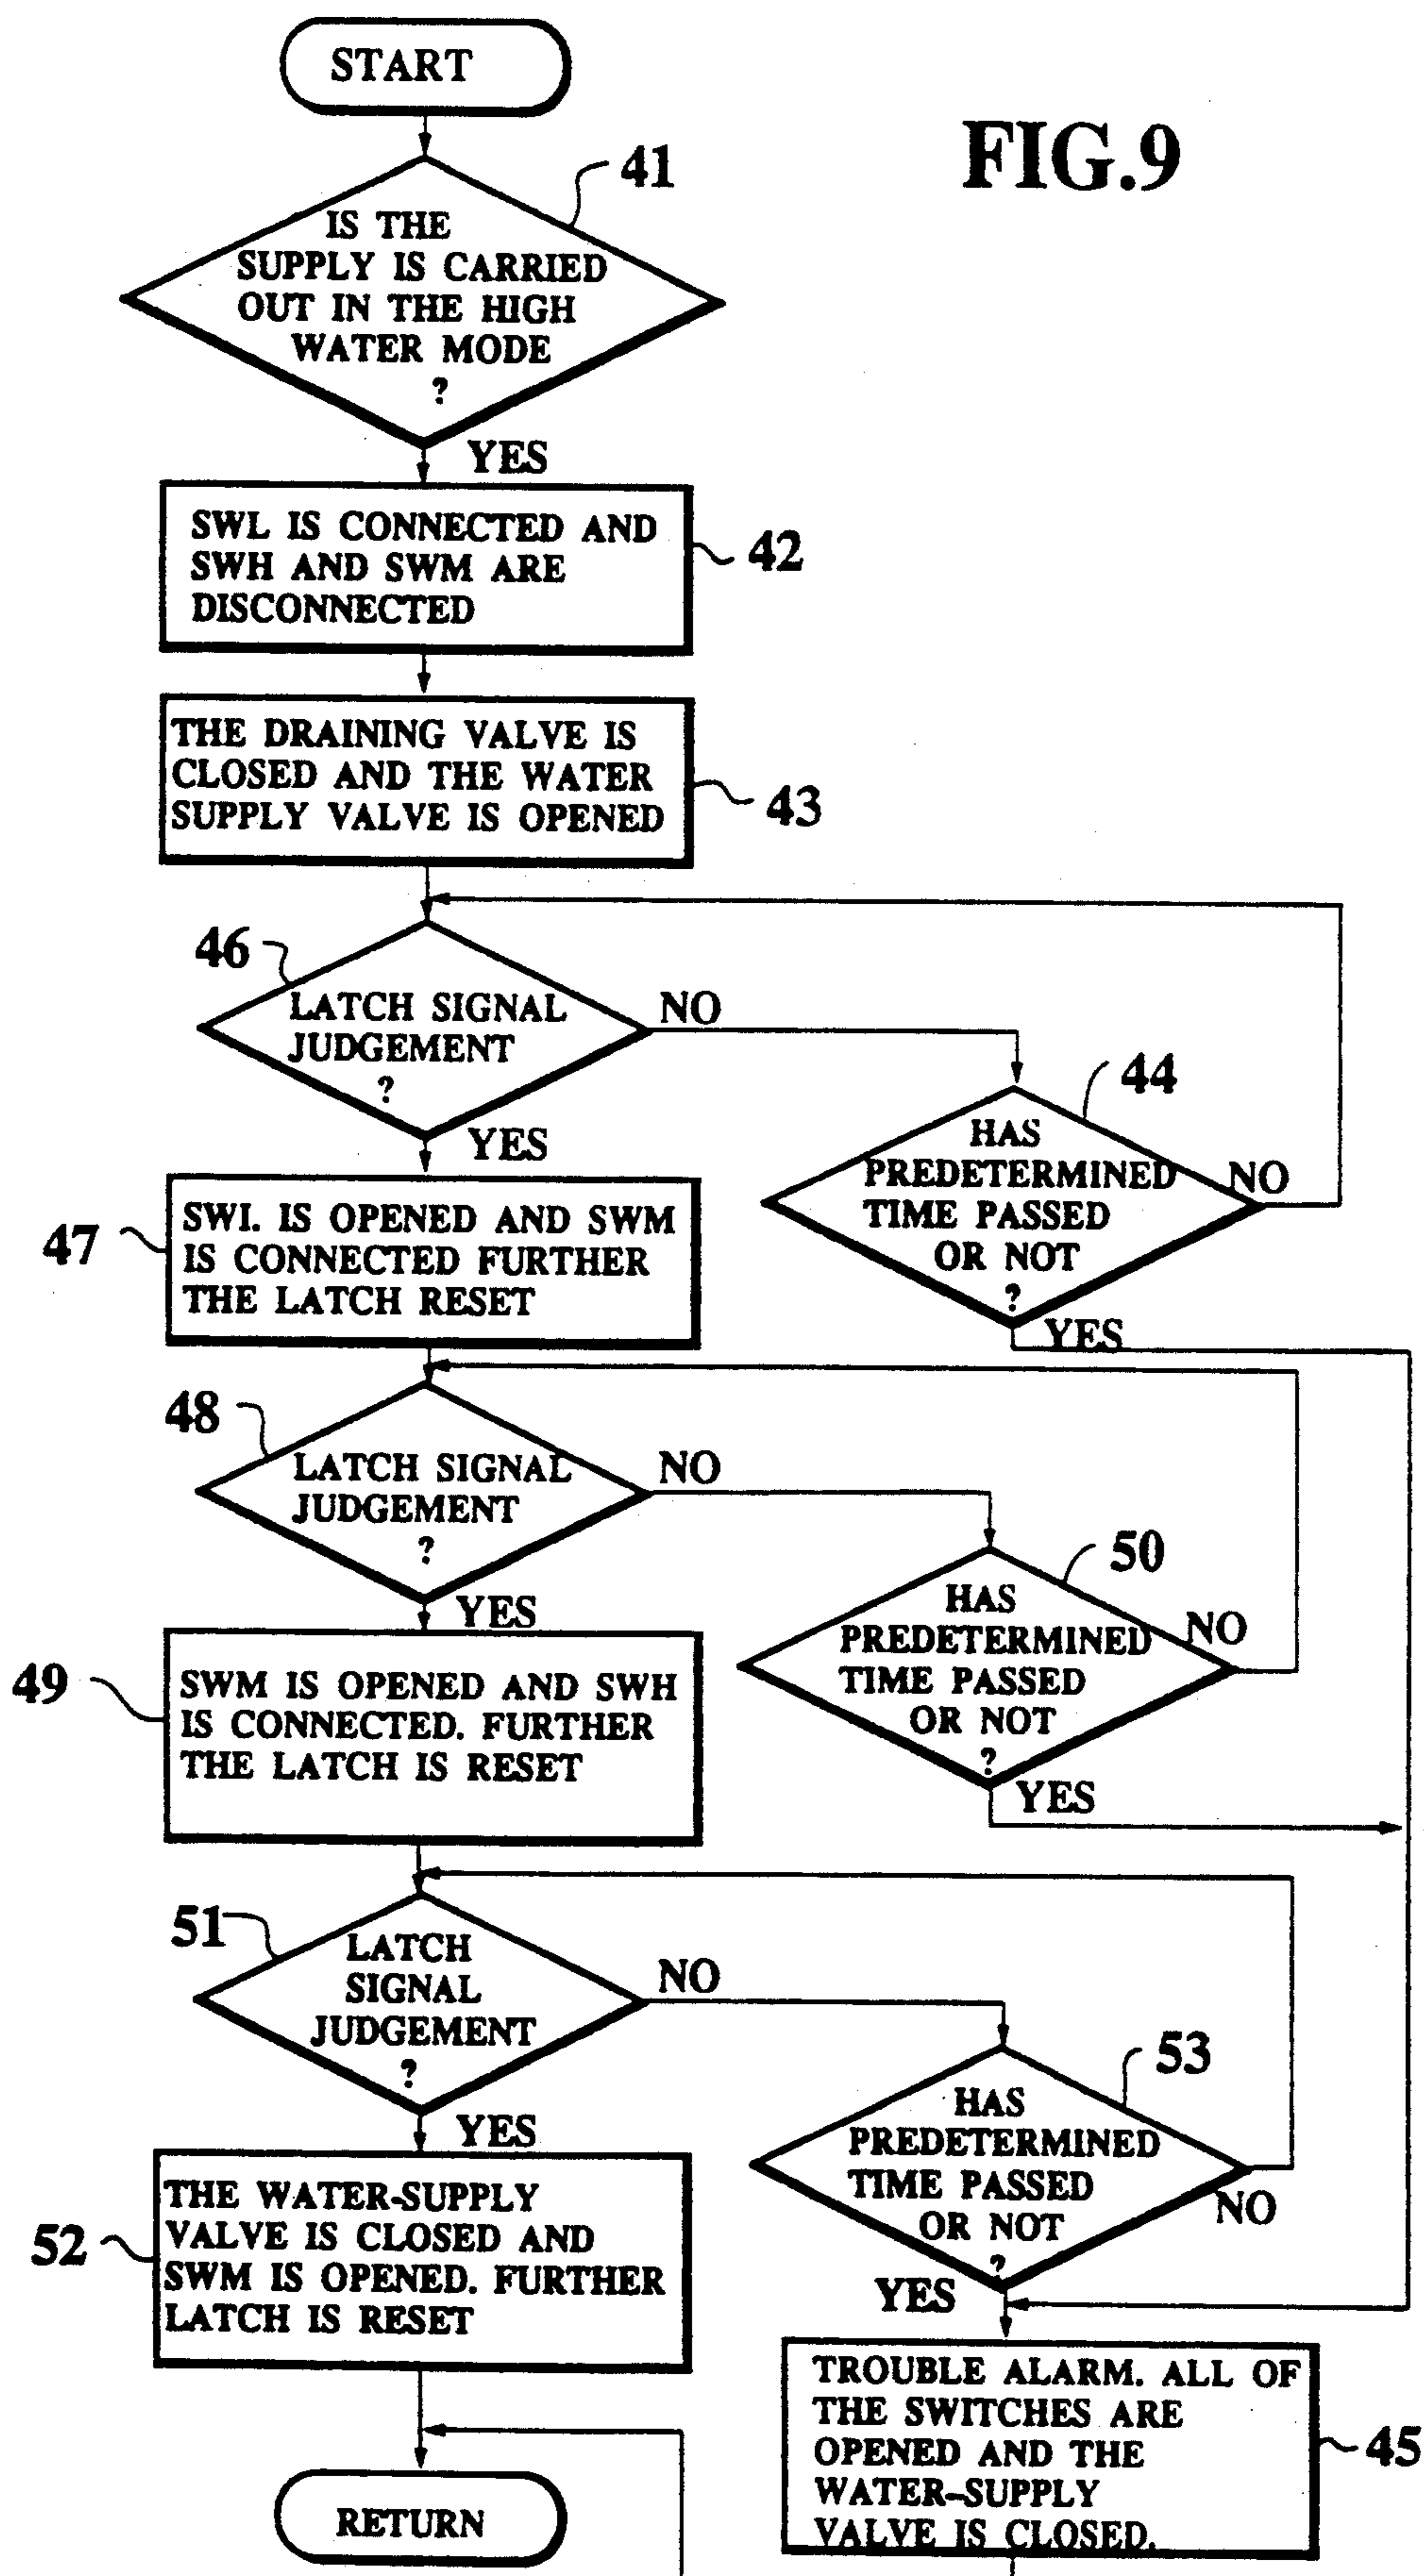 START
FIG.9
41
IS THE
SUPPLY IS CARRIED
OUT IN THE HIGH
WATER MODE
?
YES
SWL IS CONNECTED AND
SWH AND SWM ARE
DISCONNECTED
42
THE DRAINING VALVE IS
CLOSED AND THE WATER
SUPPLY VALVE IS OPENED
43
46
LATCH SIGNAL
JUDGEMENT
?
NO
YES
44
HAS
PREDETERMINED
TIME PASSED
OR NOT
?
NO
YES
47
SWI. IS OPENED AND SWM
IS CONNECTED FURTHER
THE LATCH RESET
48
LATCH SIGNAL
JUDGEMENT
?
NO
YES
50
HAS
PREDETERMINED
TIME PASSED
OR NOT
?
NO
YES
49
SWM IS OPENED AND SWH
IS CONNECTED. FURTHER
THE LATCH IS RESET
51
LATCH
SIGNAL
JUDGEMENT
?
NO
YES
53
HAS
PREDETERMINED
TIME PASSED
OR NOT
?
NO
YES
52
THE WATER-SUPPLY
VALVE IS CLOSED AND
SWM IS OPENED. FURTHER
LATCH IS RESET
TROUBLE ALARM. ALL OF
THE SWITCHES ARE
OPENED AND THE
WATER-SUPPLY
VALVE IS CLOSED.
45
RETURN